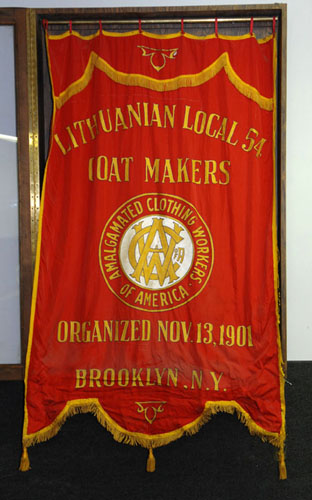 LITHUANIAN LOCAL 54,
COAT MAKERS
AMALGAMATED CLOTHING WORKERS
OF AMERICA
ORGANIZED NOV. 13, 1901
BROOKLYN. N.Y.